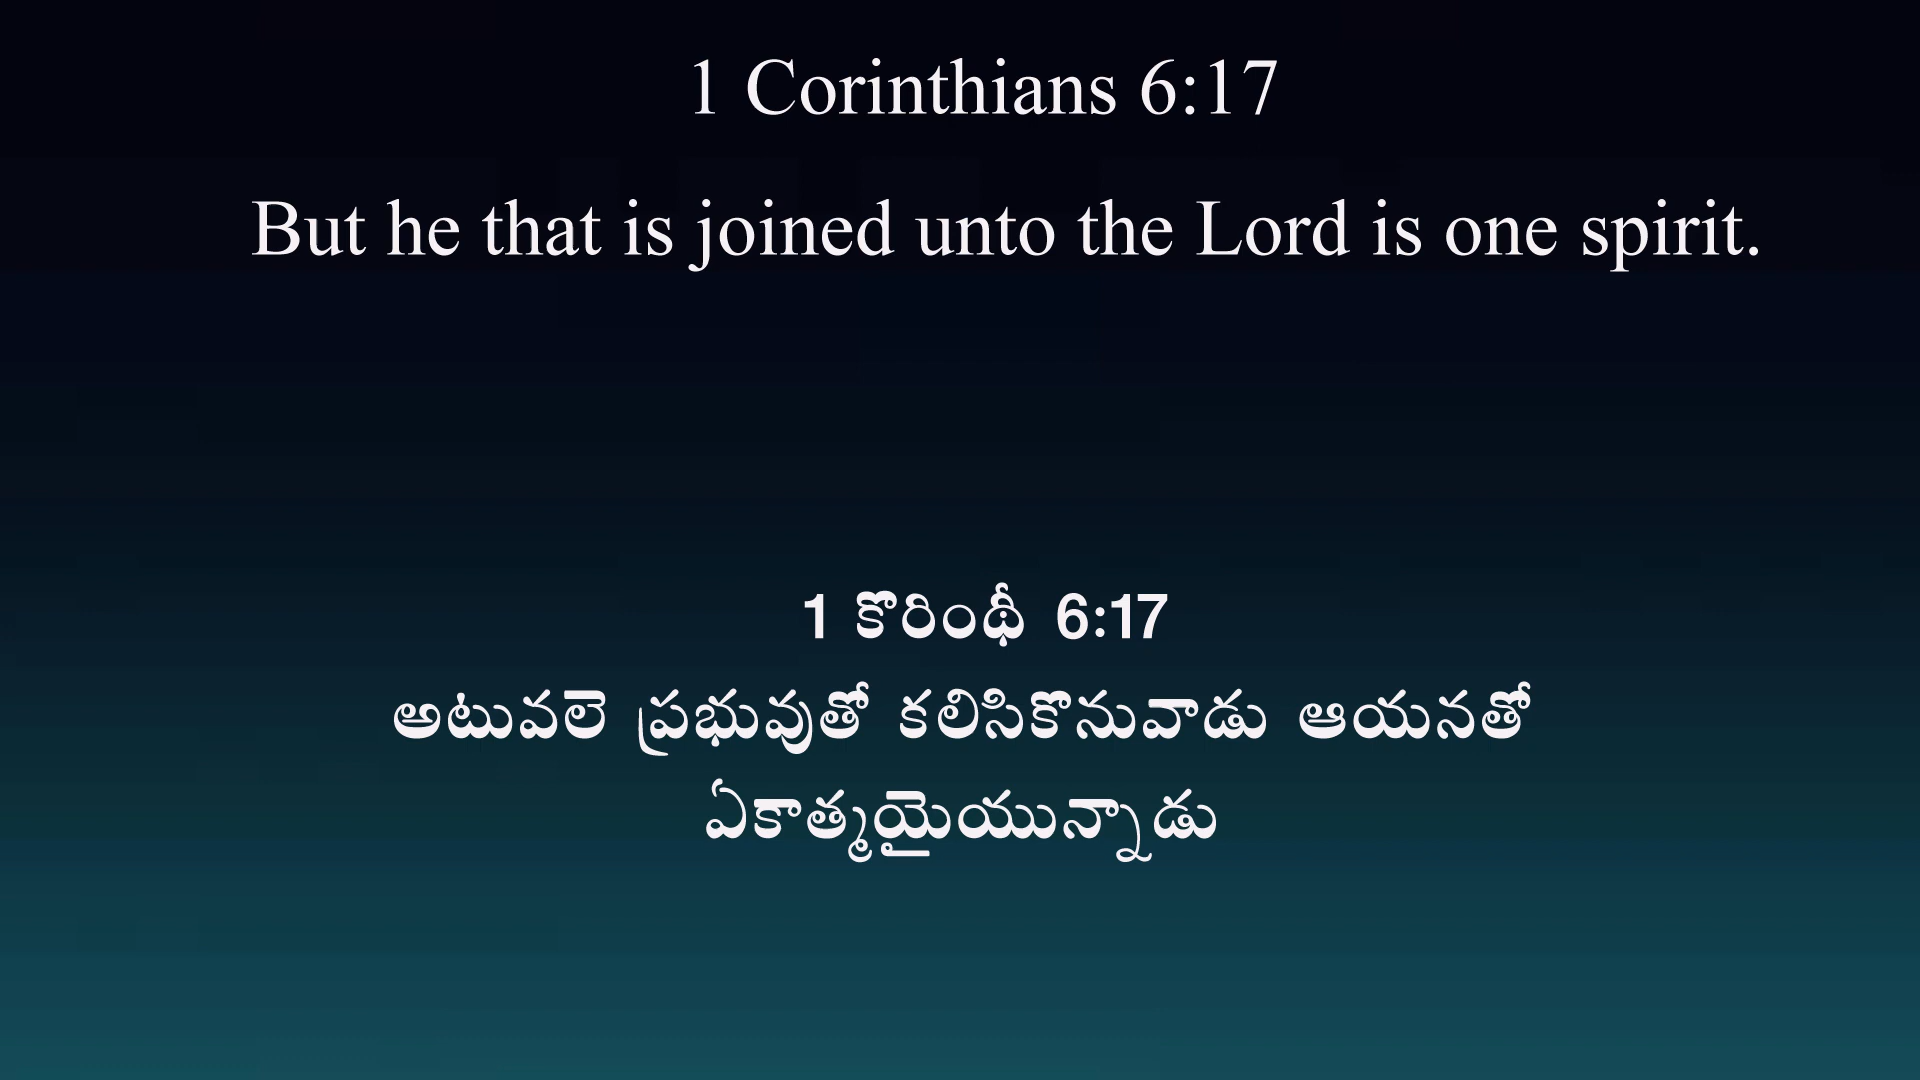 1 Corinthians 6:17
But he that is joined unto the Lord is one spirit.
1 కొరింథీ 6:17
అటువలె ప్రభువుతో కలిసికొనువాడు ఆయనతో
ఏకాత్మయైయున్నాడు